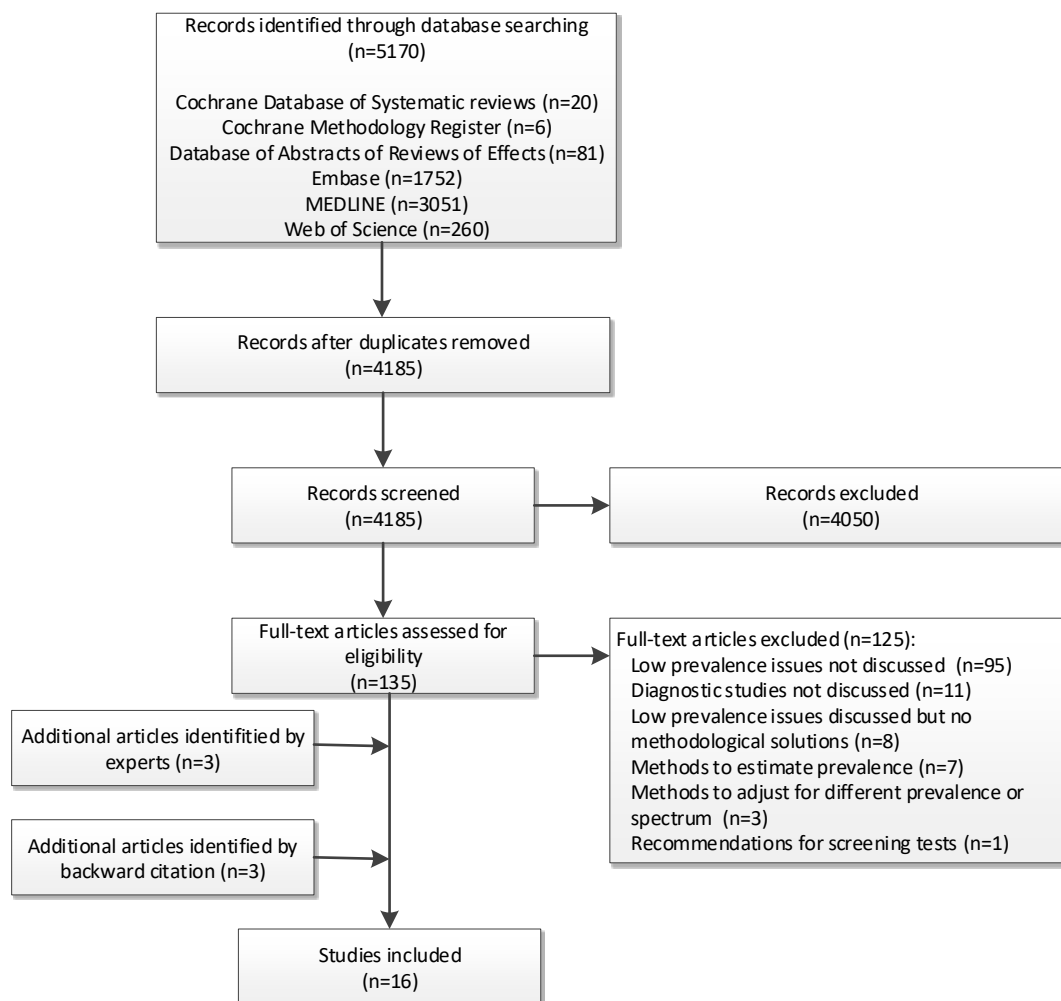 Records identified through database searching
(n=5170)
Cochrane Database of Systematic reviews (n=20)
Cochrane Methodology Register (n=6)
Database of Abstracts of Reviews of Effects (n=81)
Embase (n=1752)
MEDLINE (n=3051)
Web of Science (n=260)
Records after duplicates removed
(n=4185)
Records screened
(n=4185)
Records excluded
(n=4050)
Full-text articles assessed for
eligibility
(n=135)
Full-text articles excluded (n=125):
Low prevalence issues not discussed (n=95)
Diagnostic studies not discussed (n=11)
Low prevalence issues discussed but no
methodological solutions (n=8)
Methods to estimate prevalence (n=7)
Methods to adjust for different prevalence or
spectrum (n=3)
Recommendations for screening tests (n=1)
Additional articles identifitied by
experts (n=3)
Additional articles identified by
backward citation (n=3)
Studies included
(n=16)